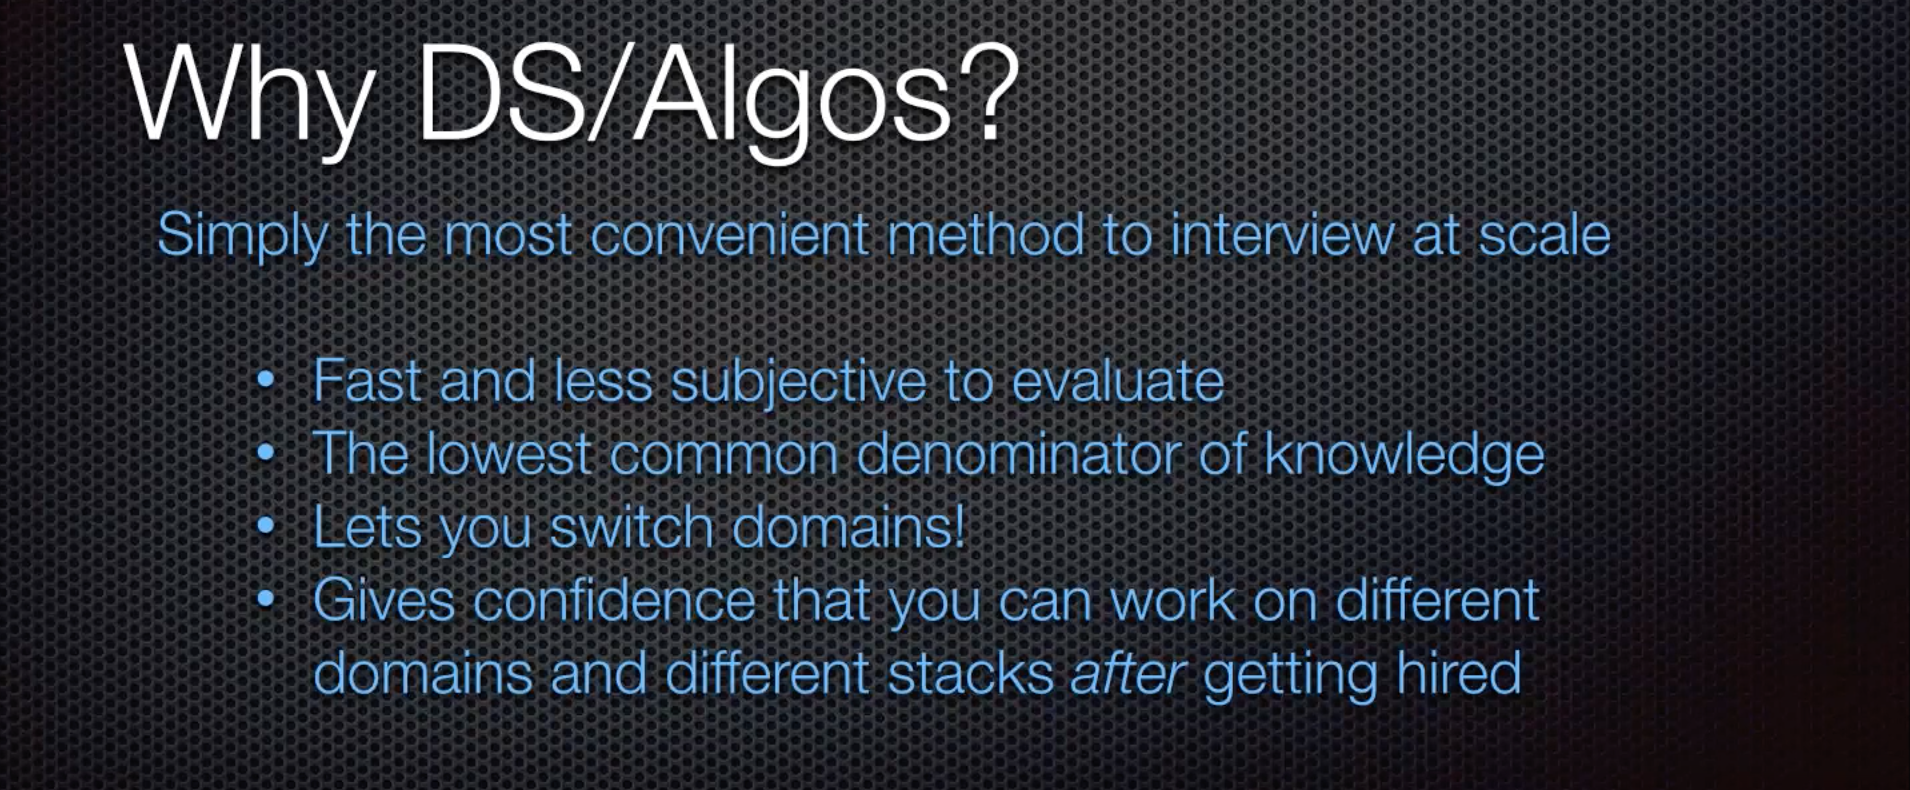 Why DS/Algos?
Simply the most convenient method to interview at scale
• Fast and less subjective to evaluate
• The lowest common denominator of knowledge
• Lets you switch domains!
• Gives confidence that you can work on different
domains and different stacks after getting hired